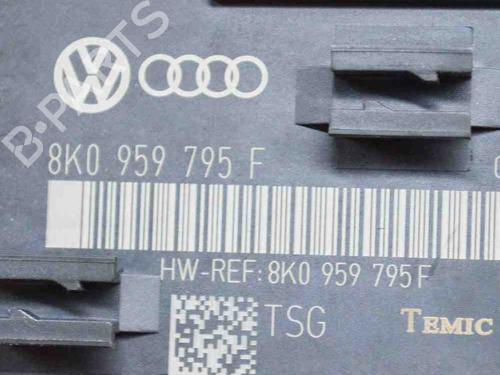 8K0 959 795 F
HW-REF: 8K0 959 795 F
TSG TEMIC
B-PARTS